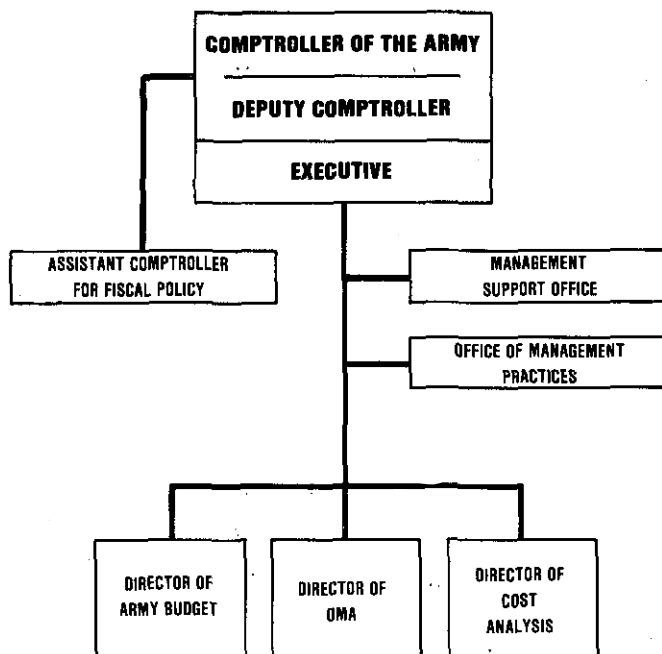 COMPTROLLER OF THE ARMY
DEPUTY COMPTROLLER
EXECUTIVE
ASSISTANT COMPTROLLER
FOR FISCAL POLICY
MANAGEMENT
SUPPORT OFFICE
OFFICE OF MANAGEMENT
PRACTICES
DIRECTOR OF
ARMY BUDGET
DIRECTOR OF
OMA
DIRECTOR OF
COST
ANALYSIS